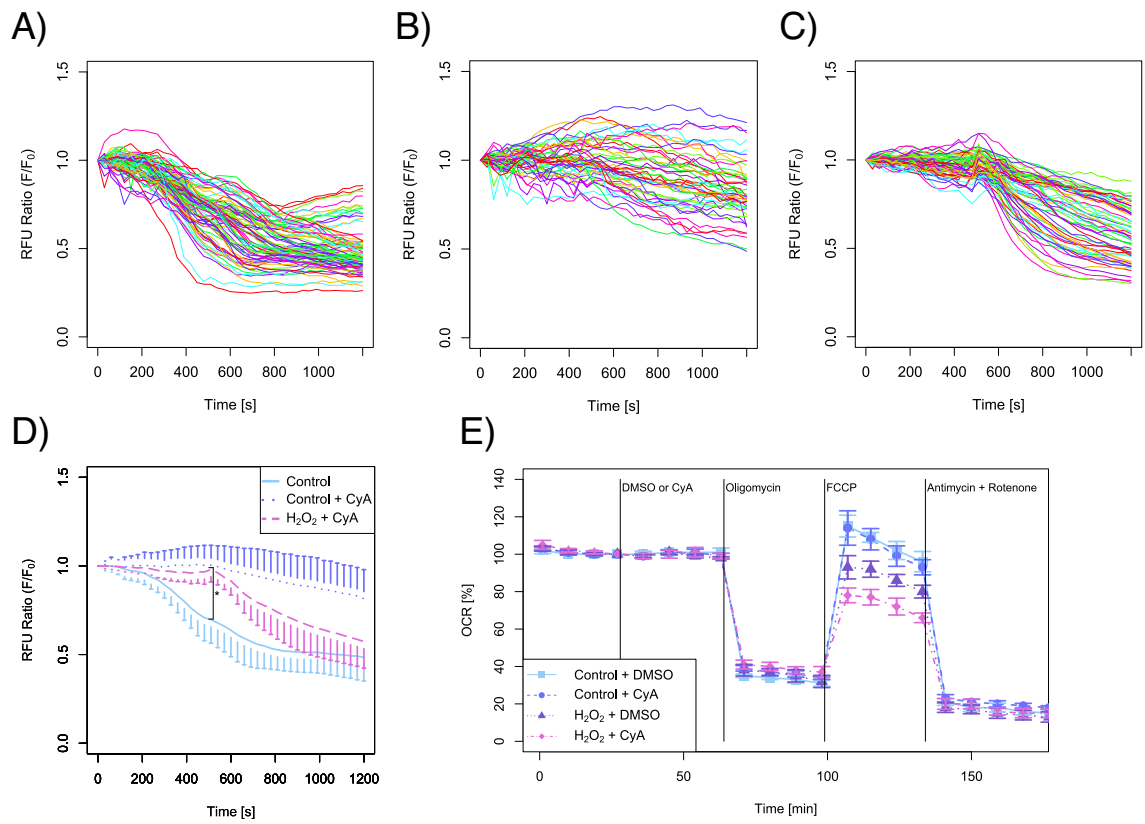 A)
B)
C)
RFU Ratio (F/F₀)
1.5
1.0
0.5
0.0
0 200 400 600 800 1000
Time [s]
RFU Ratio (F/F₀)
1.5
1.0
0.5
0.0
0 200 400 600 800 1000
Time [s]
RFU Ratio (F/F₀)
1.5
1.0
0.5
0.0
0 200 400 600 800 1000
Time [s]
D)
RFU Ratio (F/F₀)
1.5
1.0
0.5
0.0
Control
Control + CyA
H₂O₂ + CyA
*
0 200 400 600 800 1000 1200
Time [s]
E)
OCR [%]
140
120
100
80
60
40
20
0
DMSO or CyA
Oligomycin
FCCP
Antimycin + Rotenone
Control + DMSO
Control + CyA
H₂O₂ + DMSO
H₂O₂ + CyA
0 50 100 150
Time [min]